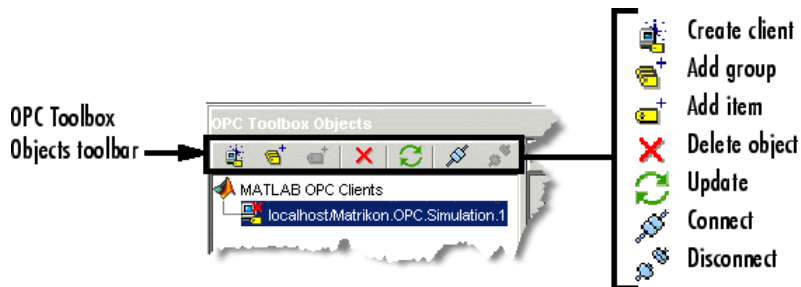 OPC Toolbox
Objects toolbar
OPC Toolbox Objects
MATLAB OPC Clients
localhost/Matrikon.OPC.Simulation.1
Create client
Add group
Add item
Delete object
Update
Connect
Disconnect